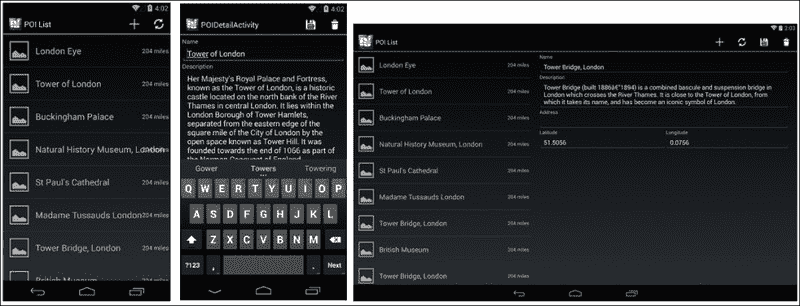 4:02
POI List
London Eye
204 miles
Tower of London
204 miles
Buckingham Palace
204 miles
Natural History Museum, London
204 miles
St Paul's Cathedral
204 miles
Madame Tussauds London
204 miles
Tower Bridge, London
204 miles
British Museum
204 miles
4:02
POIDetailActivity
Name
Tower of London
Description
Her Majesty's Royal Palace and Fortress,
known as the Tower of London, is a historic
castle located on the north bank of the River
Thames in central London. It lies within the
London Borough of Tower Hamlets,
separated from the eastern edge of the
square mile of the City of London by the
open space known as Tower Hill. It was
founded towards the end of 1066 as part of
the Norman Conquest of England
Gower Towers Towering
Q W E R T Y U I O P
A S D F G H J K L
Z X C V B N M
?123 , . Next
2:03
POI List
London Eye
204 miles
Tower of London
204 miles
Buckingham Palace
204 miles
Natural History Museum, London
204 miles
St Paul's Cathedral
204 miles
Madame Tussauds London
204 miles
Tower Bridge, London
204 miles
British Museum
204 miles
Tower Bridge, London
204 miles
Name
Tower Bridge, London
Description
Tower Bridge (built 1886â€"1894) is a combined bascule and suspension bridge in
London which crosses the River Thames. It is close to the Tower of London, from
which it takes its name, and has become an iconic symbol of London.
Address
Latitude Longitude
51.5056 0.0756